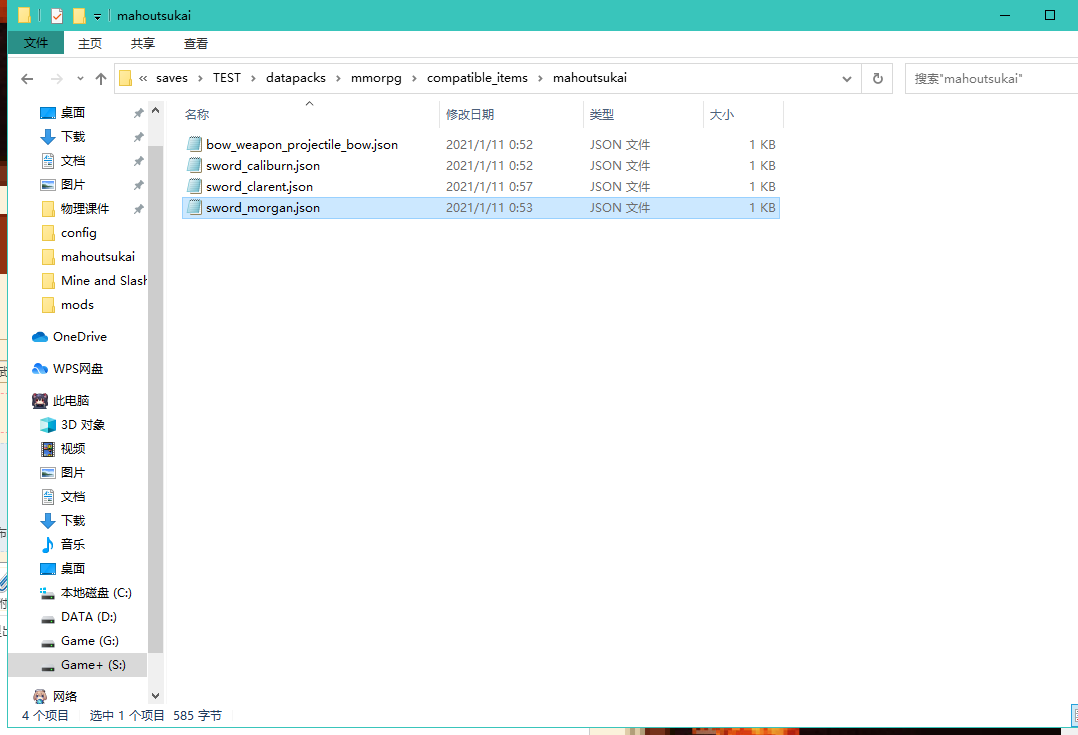 mahoutsukai
文件 主页 共享 查看
« saves › TEST › datapacks › mmorpg › compatible_items › mahoutsukai
搜索"mahoutsukai"
名称 修改日期 类型 大小
bow_weapon_projectile_bow.json 2021/1/11 0:52 JSON 文件 1 KB
sword_caliburn.json 2021/1/11 0:52 JSON 文件 1 KB
sword_clarent.json 2021/1/11 0:57 JSON 文件 1 KB
sword_morgan.json 2021/1/11 0:53 JSON 文件 1 KB
桌面
下载
文档
图片
物理课件
config
mahoutsukai
Mine and Slash
mods
OneDrive
WPS网盘
此电脑
3D 对象
视频
图片
文档
下载
音乐
桌面
本地磁盘 (C:)
DATA (D:)
Game (G:)
Game+ (S:)
网络
4 个项目 选中 1 个项目 585 字节